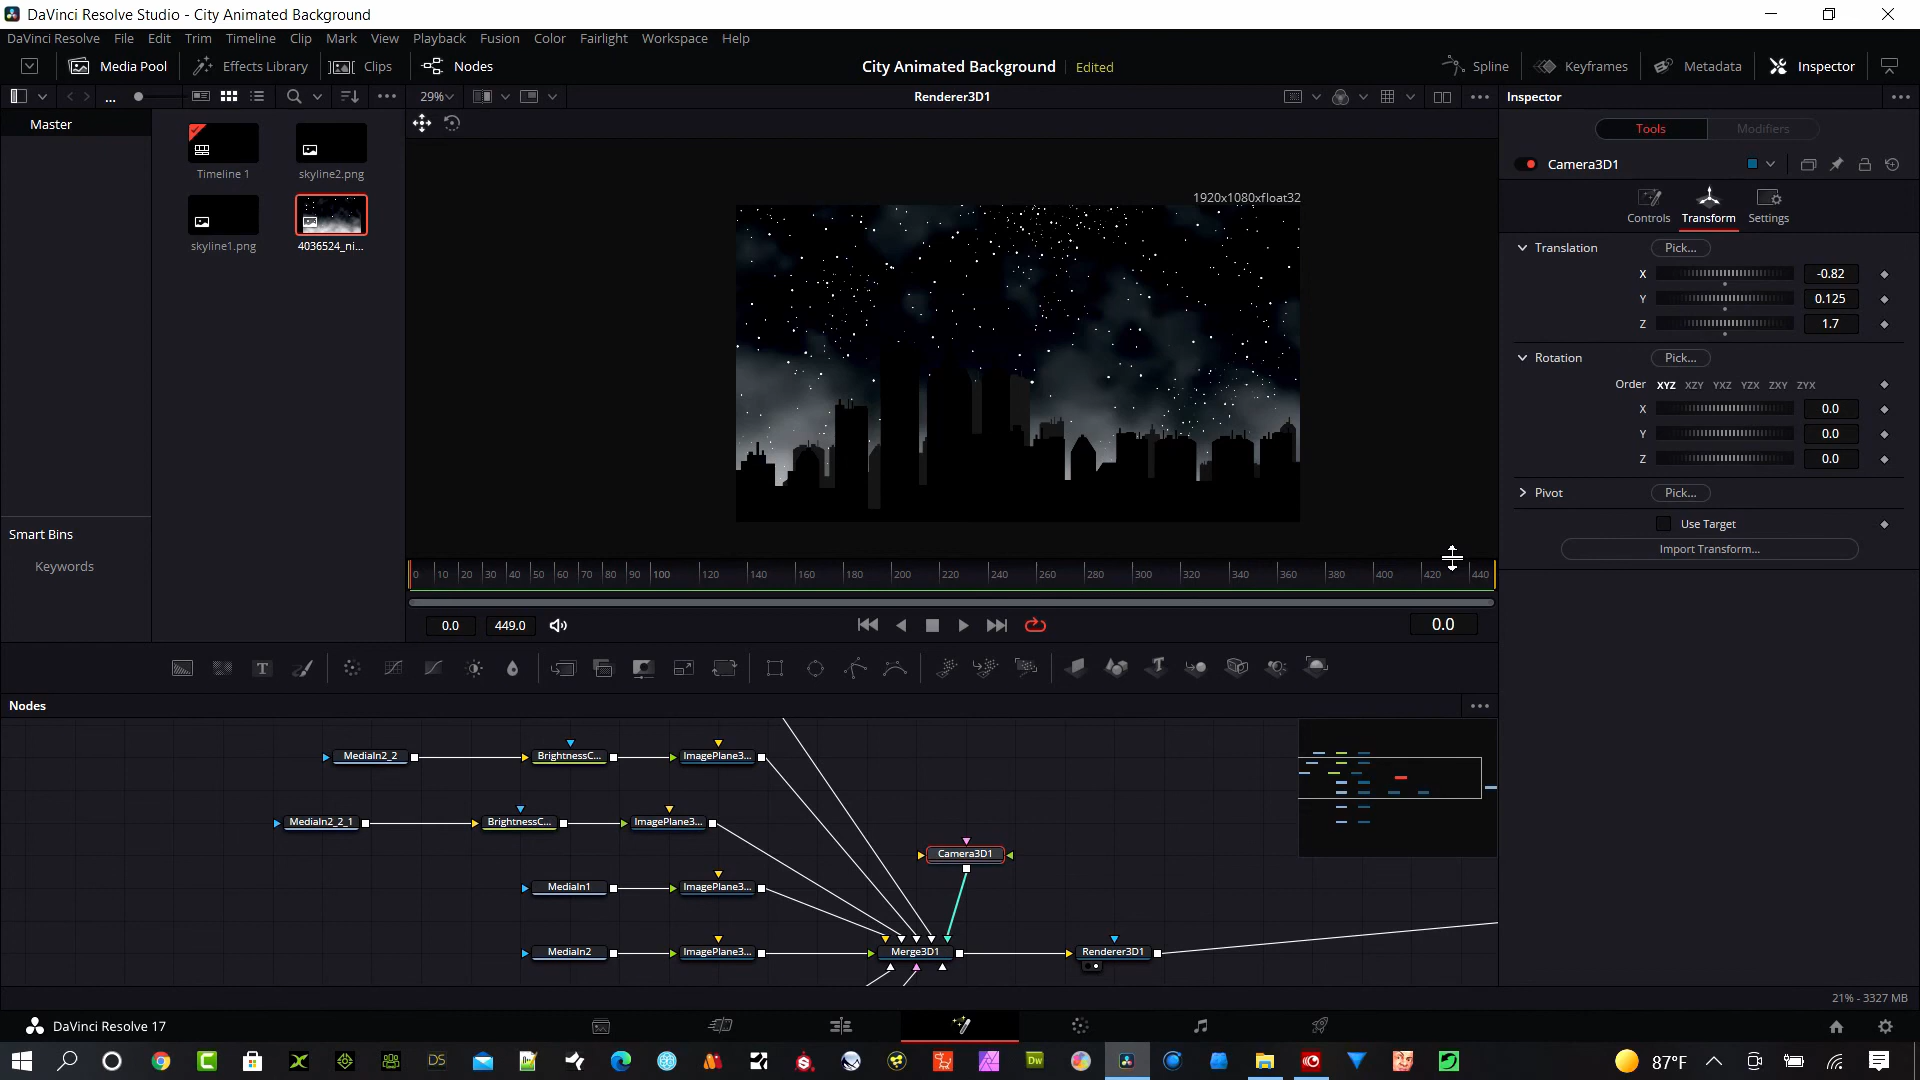 DaVinci Resolve Studio - City Animated Background
DaVinci Resolve File Edit Trim Timeline Clip Mark View Playback Fusion Color Fairlight Workspace Help
Media Pool Effects Library Clips Nodes City Animated Background Edited Spline Keyframes Metadata Inspector
... 29% Renderer3D1 Inspector
Master
Tools Modifiers
Timeline 1 skyline2.png
skyline1.png 4036524_ni...
1920x1080xfloat32
Camera3D1
Controls Transform Settings
Translation Pick...
X -0.82
Y 0.125
Z 1.7
Rotation Pick...
Order XYZ XZY YXZ YZX ZXY ZYX
X 0.0
Y 0.0
Z 0.0
Pivot Pick...
Use Target
Import Transform...
Smart Bins
Keywords
0 10 20 30 40 50 60 70 80 90 100 120 140 160 180 200 220 240 260 280 300 320 340 360 380 400 420 440
0.0 449.0 0.0
T
Nodes
MediaIn2_2 BrightnessC... ImagePlane3...
MediaIn2_2_1 BrightnessC... ImagePlane3...
Camera3D1
MediaIn1 ImagePlane3...
MediaIn2 ImagePlane3... Merge3D1 Renderer3D1
21% - 3327 MB
DaVinci Resolve 17
DS Dw 87°F